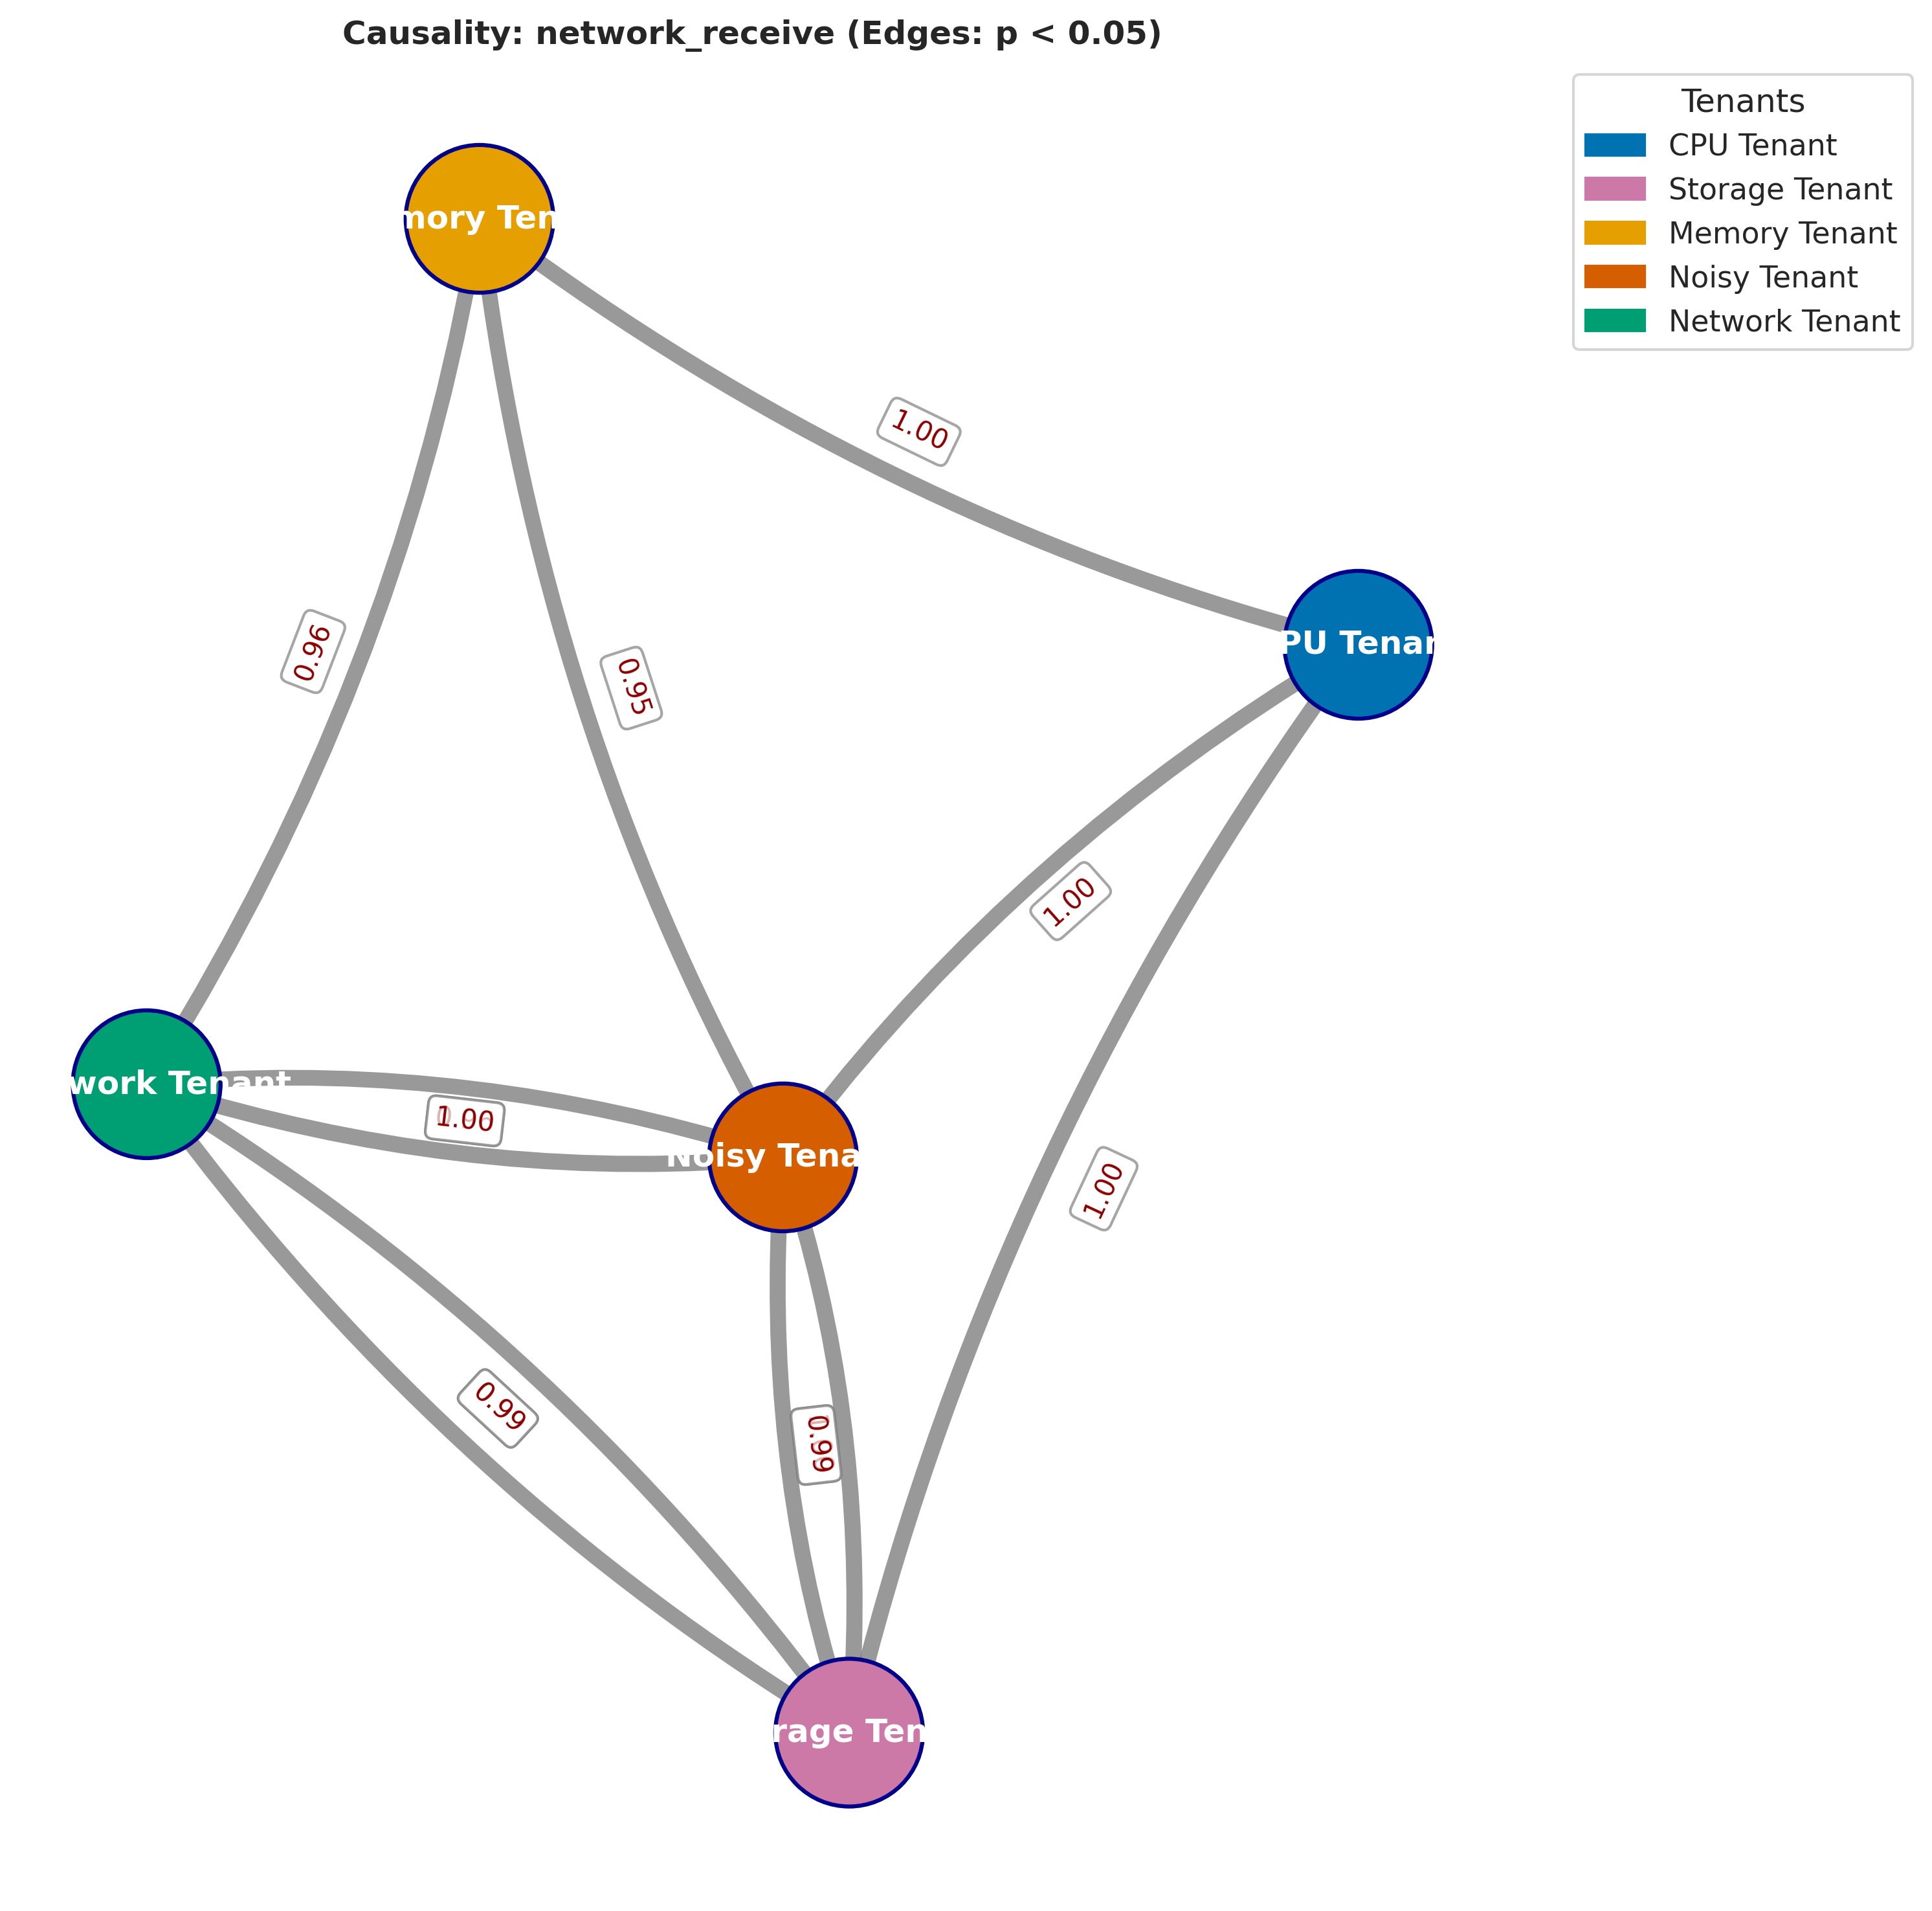 Causality: network_receive (Edges: p < 0.05)
Tenants
CPU Tenant
Storage Tenant
Memory Tenant
Noisy Tenant
Network Tenant
mory Ten
1.00
PU Tenan
0.96
0.95
1.00
work Tenant
1.00
Noisy Tena
1.00
0.99
0.99
rage Ten